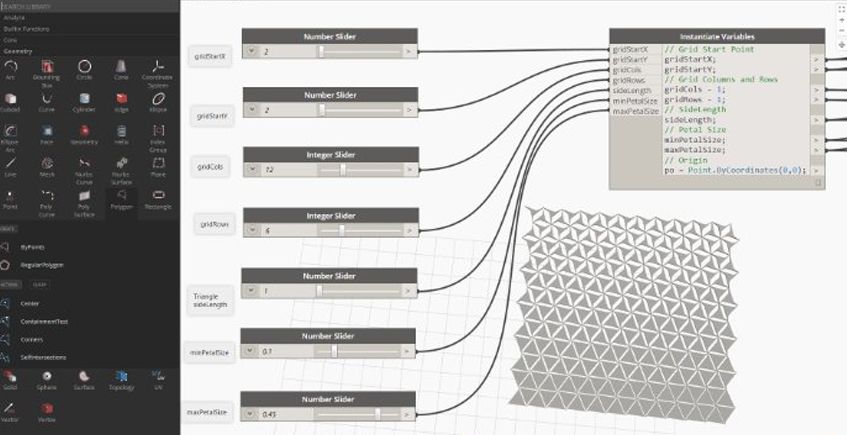 SEARCH LIBRARY
Analyze
Builtin Functions
Core
Geometry
Arc
Bounding Box
Circle
Cone
Coordinate System
Cuboid
Curve
Cylinder
Edge
Ellipse
Ellipse Arc
Face
Geometry
Helix
Index Group
Line
Mesh
Nurbs Curve
Nurbs Surface
Plane
Point
Poly Curve
Poly Surface
Polygon
Rectangle
CREATE
ByPoints
RegularPolygon
ACTIONS
QUERY
Center
ContainmentTest
Corners
SelfIntersections
Solid
Sphere
Surface
Topology
UV
Vector
Vertex
gridStartX
Number Slider
2
>
gridStartY
Number Slider
2
>
gridCols
Integer Slider
12
>
gridRows
Integer Slider
6
>
Triangle
sideLength
Number Slider
1
>
minPetalSize
Number Slider
0.1
>
maxPetalSize
Number Slider
0.45
>
Instantiate Variables
gridStartX
gridStartY
gridCols
gridRows
sideLength
minPetalSize
maxPetalSize
// Grid Start Point
gridStartX; >
gridStartY; >
// Grid Columns and Rows
gridCols - 1; >
gridRows - 1; >
// SideLength
sideLength; >
// Petal Size
minPetalSize; >
maxPetalSize; >
// Origin
po = Point.ByCoordinates(0,0); >